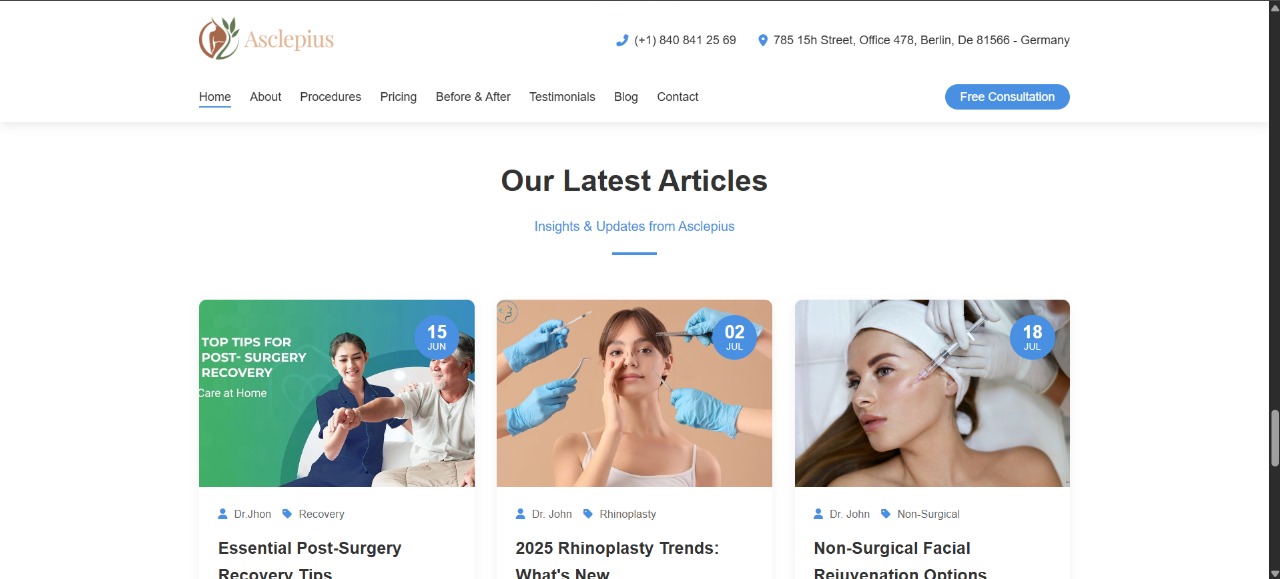 Asclepius
(+1) 840 841 25 69
785 15h Street, Office 478, Berlin, De 81566 - Germany
Home About Procedures Pricing Before & After Testimonials Blog Contact
Free Consultation
Our Latest Articles
Insights & Updates from Asclepius
TOP TIPS FOR
POST- SURGERY
RECOVERY
Care at Home
15
JUN
Dr.Jhon Recovery
Essential Post-Surgery
Recovery Tips
02
JUL
Dr. John Rhinoplasty
2025 Rhinoplasty Trends:
What's New
18
JUL
Dr. John Non-Surgical
Non-Surgical Facial
Rejuvenation Options